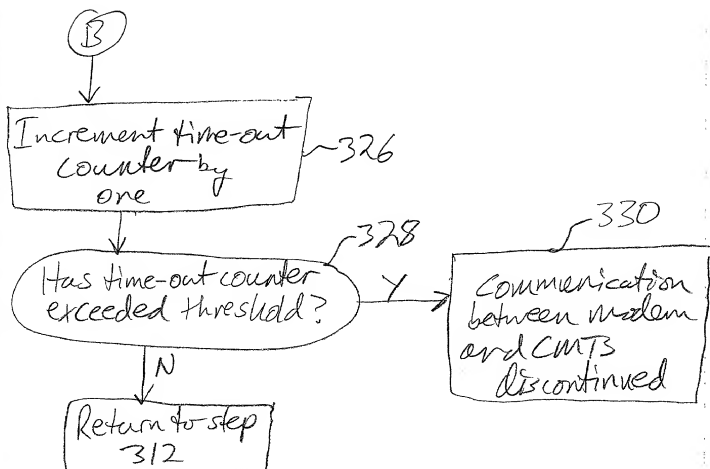 B
Increment time-out
counter by
one
326
328
Has time-out counter
exceeded threshold?
Y
330
Communication
between modem
and CMTS
discontinued
N
Return to step
312